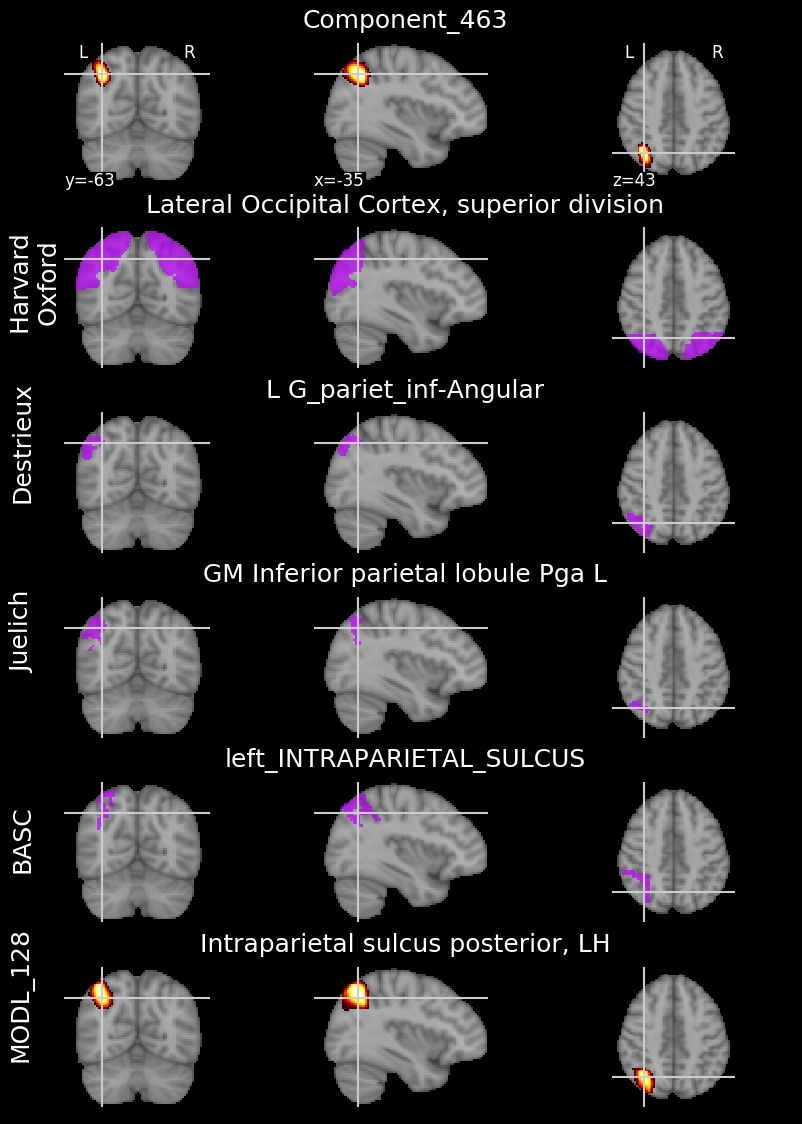 Component_463
L R
L R
y=-63
x=-35
z=43
Lateral Occipital Cortex, superior division
Harvard
Oxford
L G_pariet_inf-Angular
Destrieux
GM Inferior parietal lobule Pga L
Juelich
left_INTRAPARIETAL_SULCUS
BASC
Intraparietal sulcus posterior, LH
MODL_128